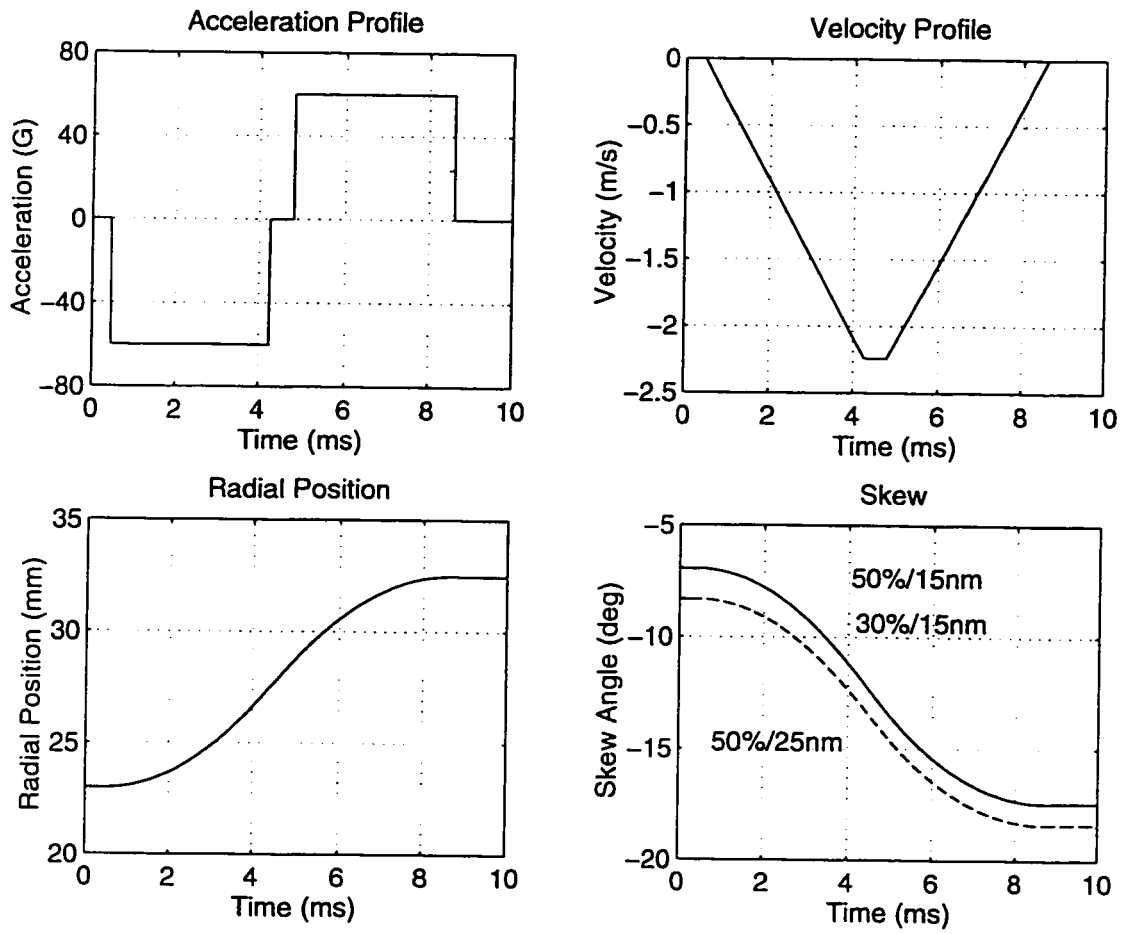 Acceleration Profile
80
40
0
−40
−80
Acceleration (G)
0 2 4 6 8 10
Time (ms)
Velocity Profile
0
−0.5
−1
−1.5
−2
−2.5
Velocity (m/s)
0 2 4 6 8 10
Time (ms)
Radial Position
35
30
25
20
Radial Position (mm)
0 2 4 6 8 10
Time (ms)
Skew
−5
−10
−15
−20
Skew Angle (deg)
50%/15nm
30%/15nm
50%/25nm
0 2 4 6 8 10
Time (ms)